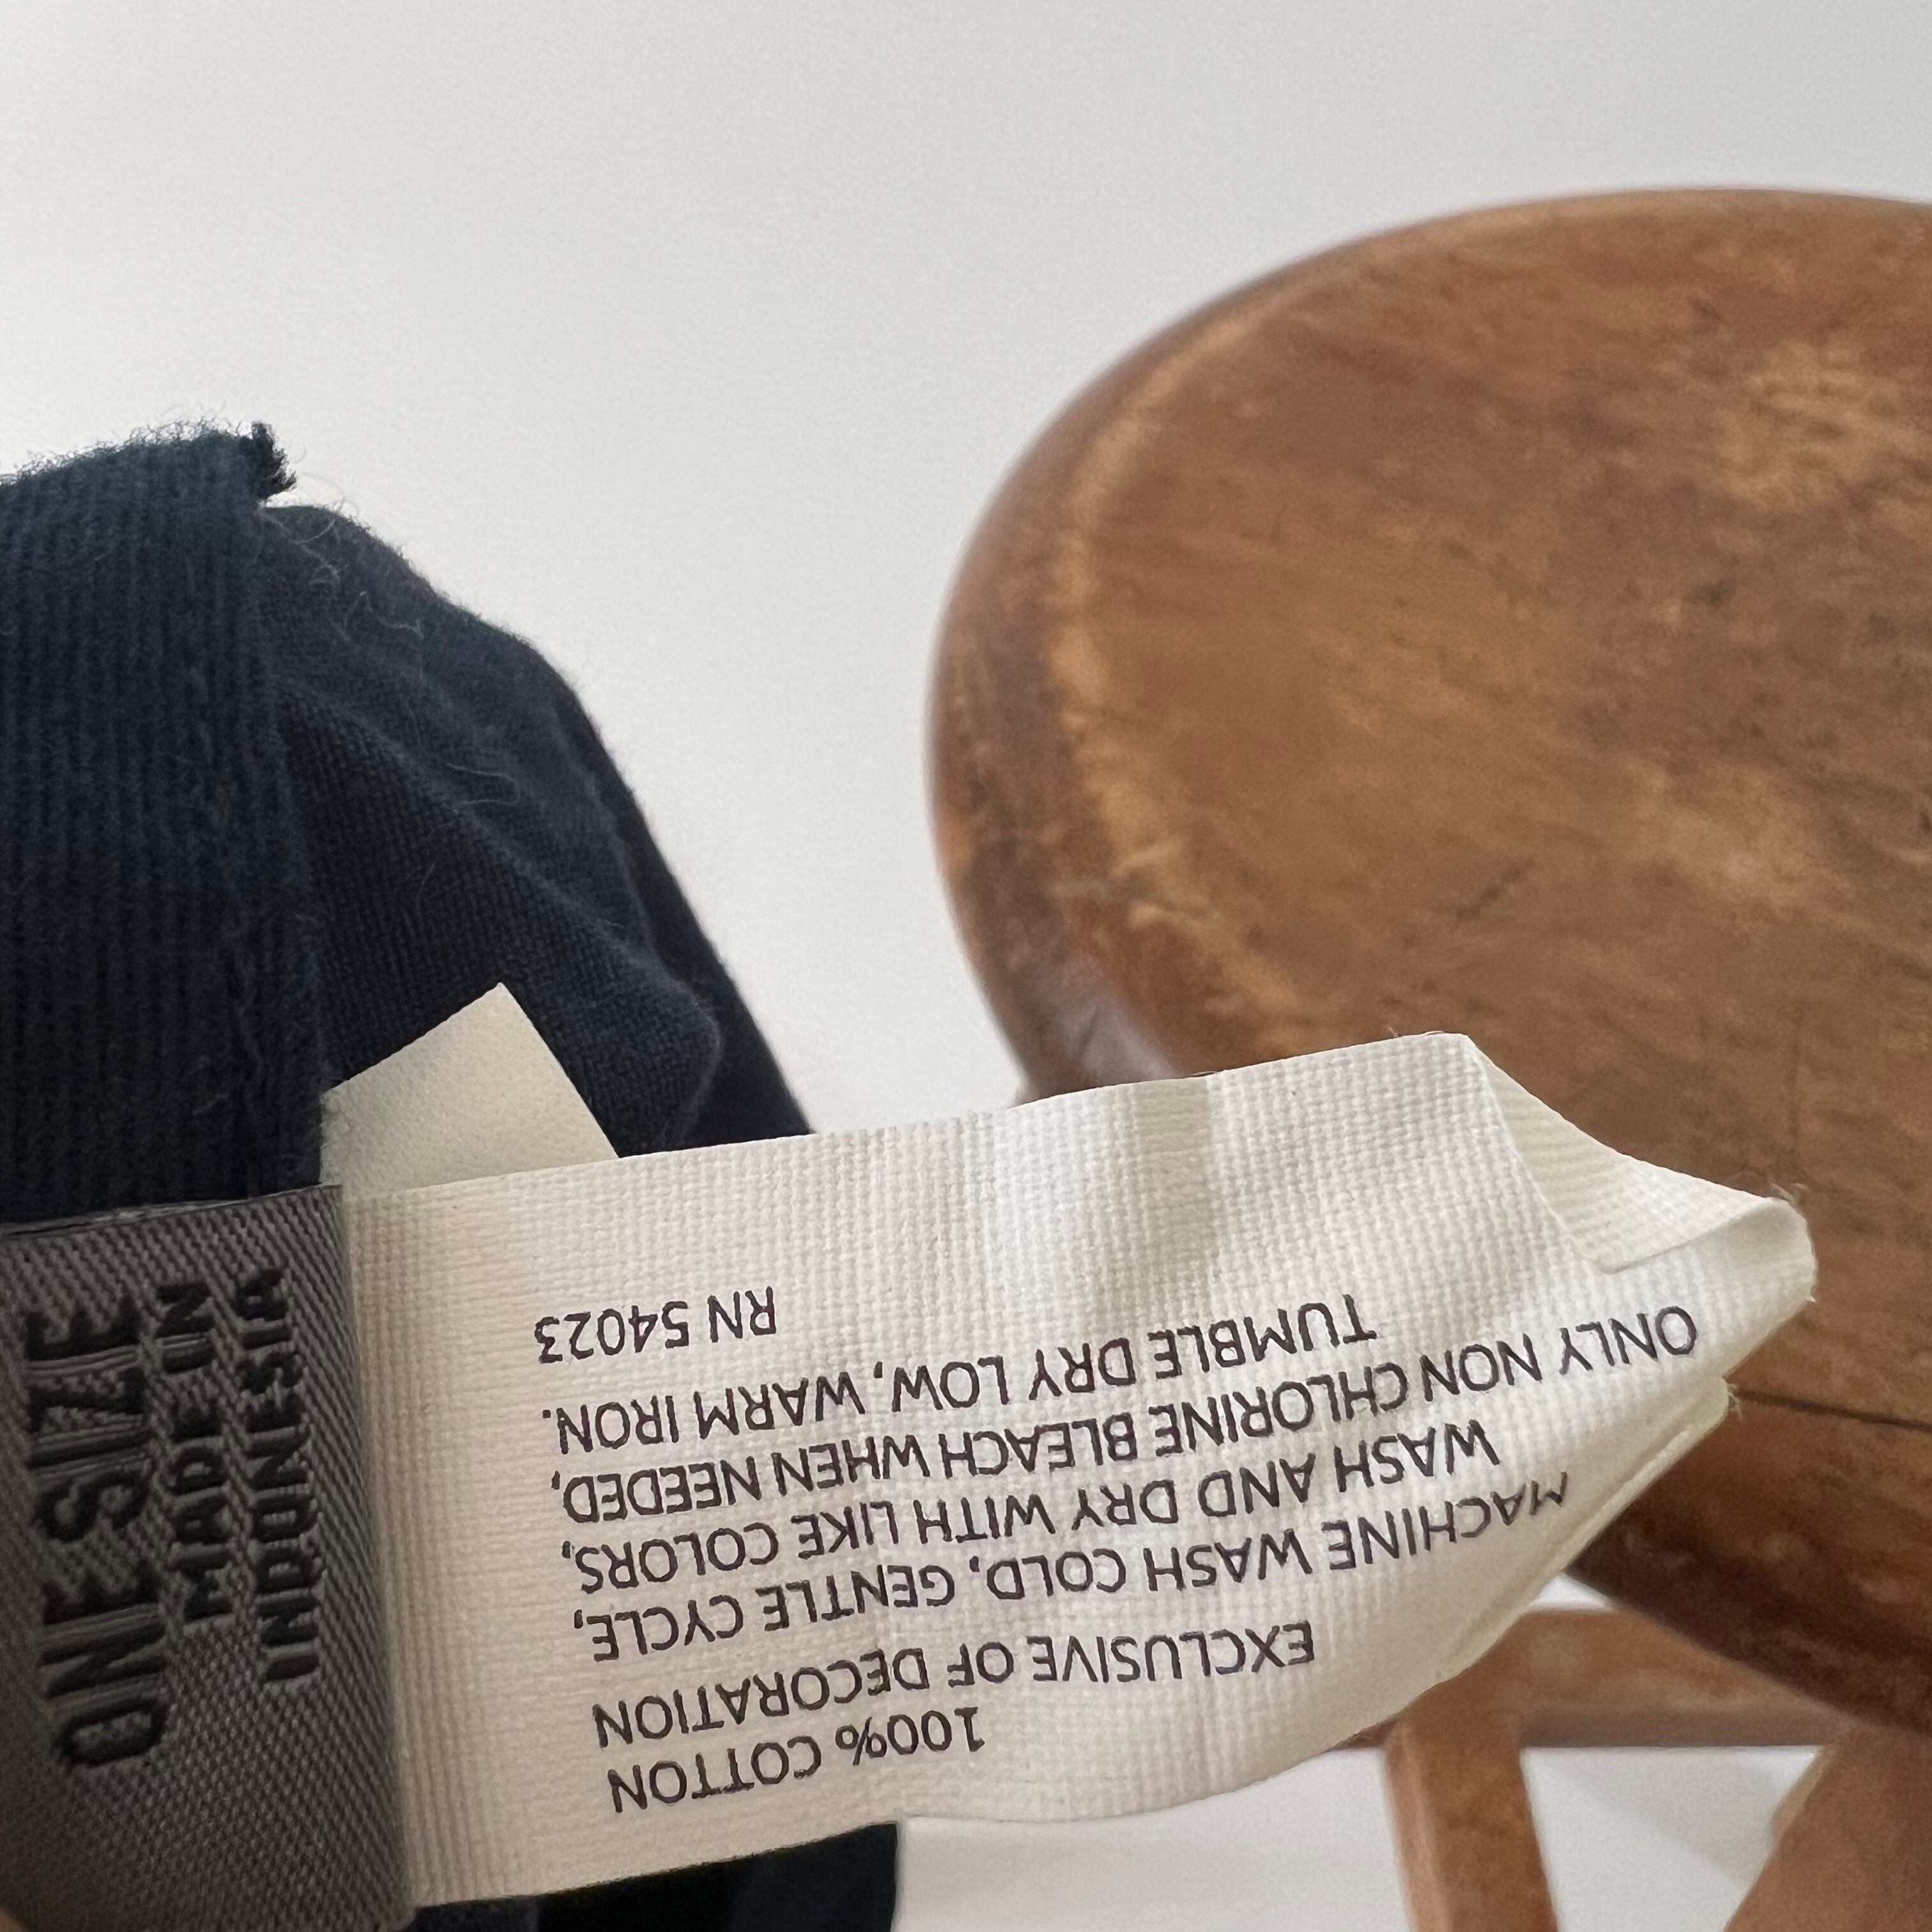 ONE SIZE
MADE IN
INDONESIA
100% COTTON
EXCLUSIVE OF DECORATION
MACHINE WASH COLD, GENTLE CYCLE,
WASH AND DRY WITH LIKE COLORS,
ONLY NON CHLORINE BLEACH WHEN NEEDED,
TUMBLE DRY LOW, WARM IRON.
RN 54023